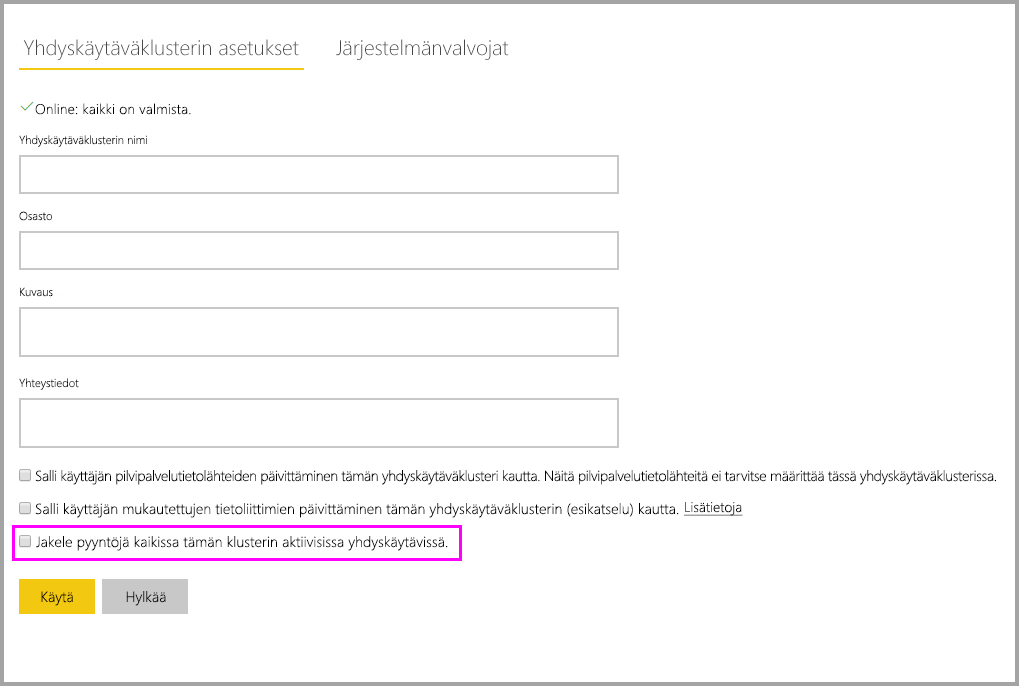 Yhdyskäytäväklusterin asetukset Järjestelmänvalvojat
Online: kaikki on valmista.
Yhdyskäytäväklusterin nimi
Osasto
Kuvaus
Yhteystiedot
Salli käyttäjän pilvipalvelutietolähteiden päivittäminen tämän yhdyskäytäväklusteri kautta. Näitä pilvipalvelutietolähteitä ei tarvitse määrittää tässä yhdyskäytäväklusterissa.
Salli käyttäjän mukautettujen tietoliittimien päivittäminen tämän yhdyskäytäväklusterin (esikatselu) kautta. Lisätietoja
Jakele pyyntöjä kaikissa tämän klusterin aktiivisissa yhdyskäytävissä.
Käytä Hylkää